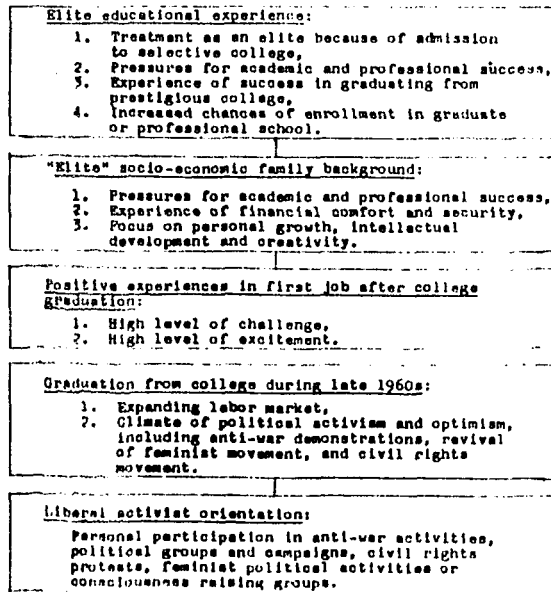 Elite educational experience:
1. Treatment as an elite because of admission
to selective college,
2. Pressures for academic and professional success,
3. Experience of success in graduating from
prestigious college,
4. Increased chances of enrollment in graduate
or professional school.
"Elite" socio-economic family background:
1. Pressures for academic and professional success,
2. Experience of financial comfort and security,
3. Focus on personal growth, intellectual
development and creativity.
Positive experiences in first job after college
graduation:
1. High level of challenge,
2. High level of excitement.
Graduation from college during late 1960s:
1. Expanding labor market,
2. Climate of political activism and optimism,
including anti-war demonstrations, revival
of feminist movement, and civil rights
movement.
Liberal activist orientation:
Personal participation in anti-war activities,
political groups and campaigns, civil rights
protests, feminist political activities or
consciousness raising groups.